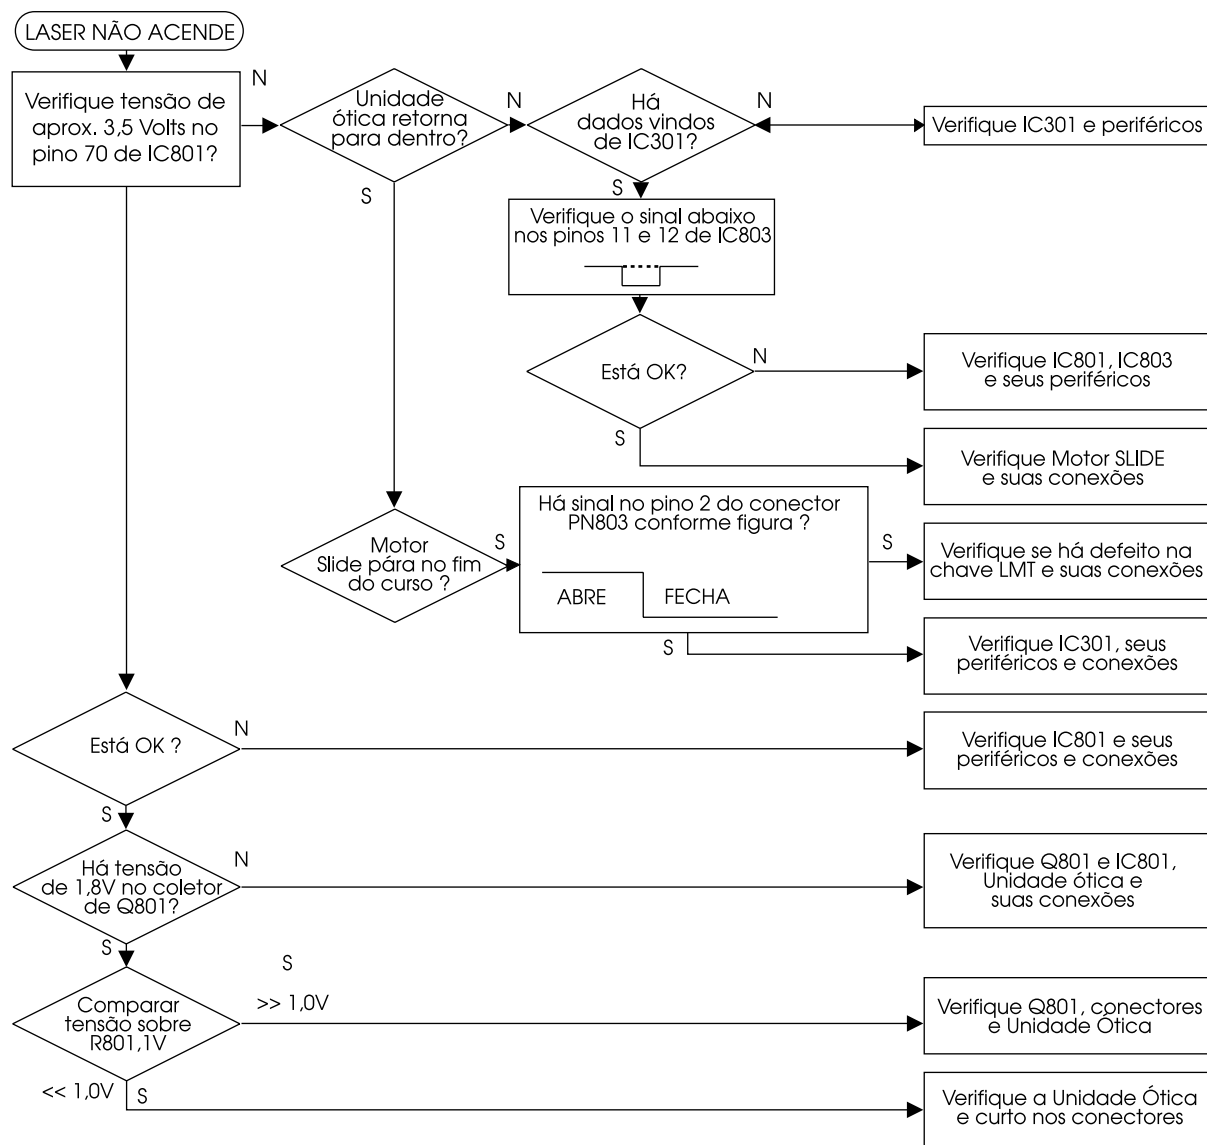 LASER NÃO ACENDE
Verifique tensão de
aprox. 3,5 Volts no
pino 70 de IC801?
N
Unidade
ótica retorna
para dentro?
N
Há
dados vindos
de IC301?
N
Verifique IC301 e periféricos
S
S
Verifique o sinal abaixo
nos pinos 11 e 12 de IC803
Está OK?
N
Verifique IC801, IC803
e seus periféricos
S
Verifique Motor SLIDE
e suas conexões
Motor
Slide pára no fim
do curso ?
S
Há sinal no pino 2 do conector
PN803 conforme figura ?
ABRE
FECHA
S
Verifique se há defeito na
chave LMT e suas conexões
S
Verifique IC301, seus
periféricos e conexões
Está OK ?
N
Verifique IC801 e seus
periféricos e conexões
S
Há tensão
de 1,8V no coletor
de Q801?
N
Verifique Q801 e IC801,
Unidade ótica e
suas conexões
S
Comparar
tensão sobre
R801,1V
S
>> 1,0V
Verifique Q801, conectores
e Unidade Ótica
<< 1,0V
S
Verifique a Unidade Ótica
e curto nos conectores